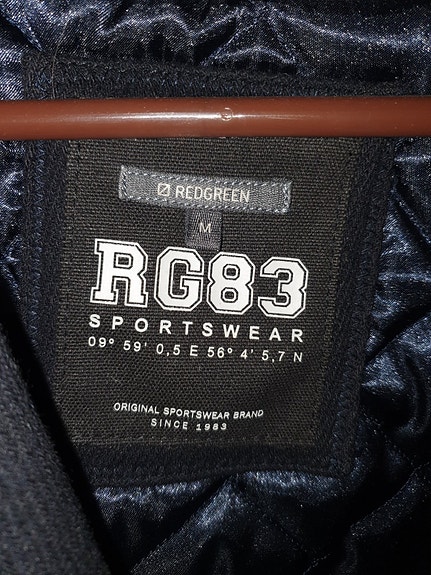 REDGREEN
M
RG83
SPORTSWEAR
09° 59' 0,5 E 56° 4' 5,7 N
ORIGINAL SPORTSWEAR BRAND
SINCE 1983